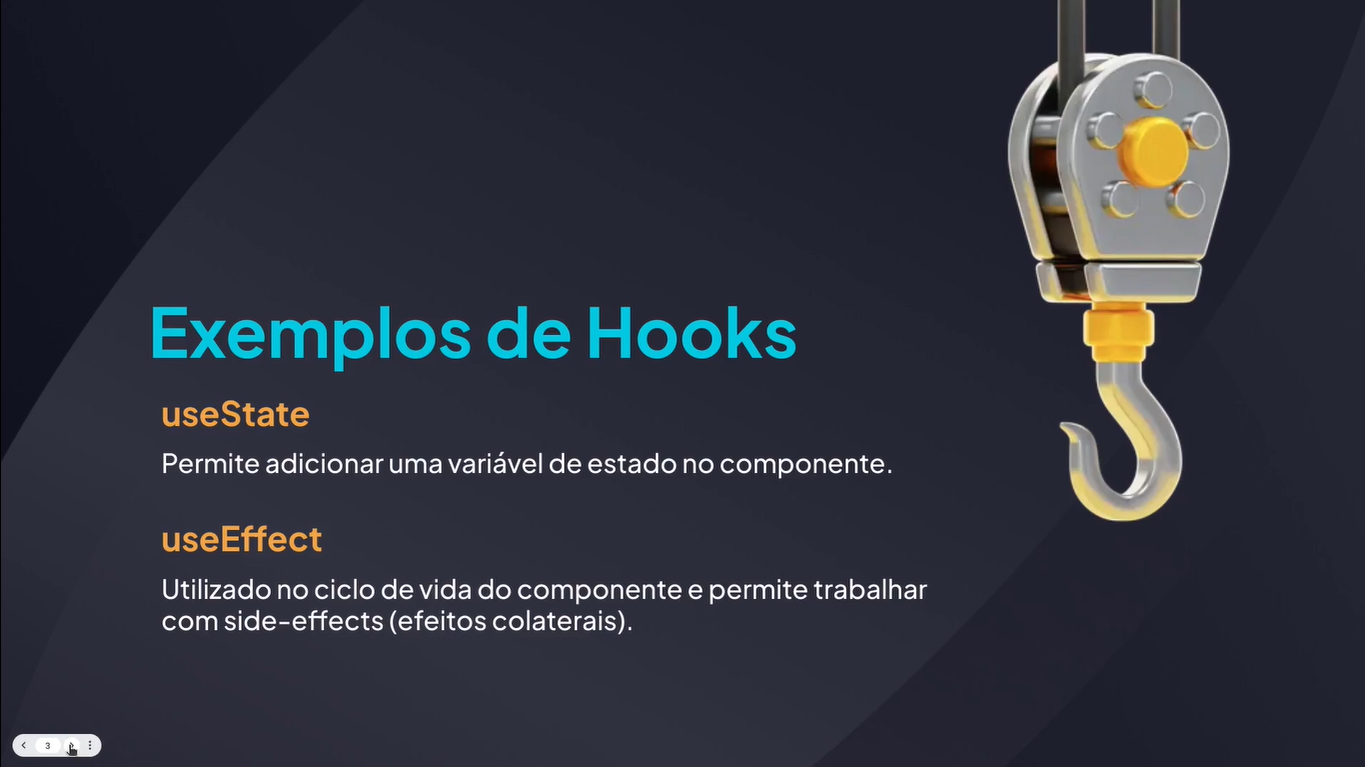 Exemplos de Hooks
useState
Permite adicionar uma variável de estado no componente.
useEffect
Utilizado no ciclo de vida do componente e permite trabalhar
com side-effects (efeitos colaterais).
3